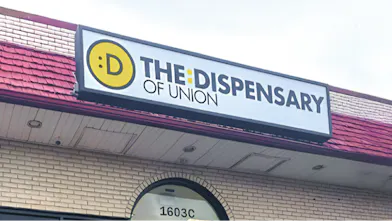 :D
THE:DISPENSARY
OF UNION
1603C